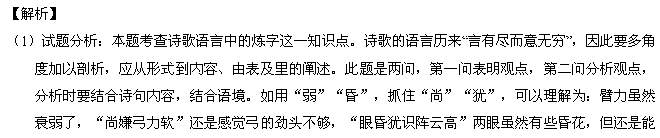 【解析】
（1）试题分析：本题考查诗歌语言中的炼字这一知识点。诗歌的语言历来“言有尽而意无穷”，因此要多角
度加以剖析，应从形式到内容、由表及里的阐述。此题是两问，第一问表明观点，第二问分析观点，
分析时要结合诗句内容，结合语境。如用“弱”“昏”，抓住“尚”“犹”，可以理解为：臂力虽然
衰弱了，“尚嫌弓力软”还是感觉弓的劲头不够，“眼昏犹识阵云高”两眼虽然有些昏花，但还是能